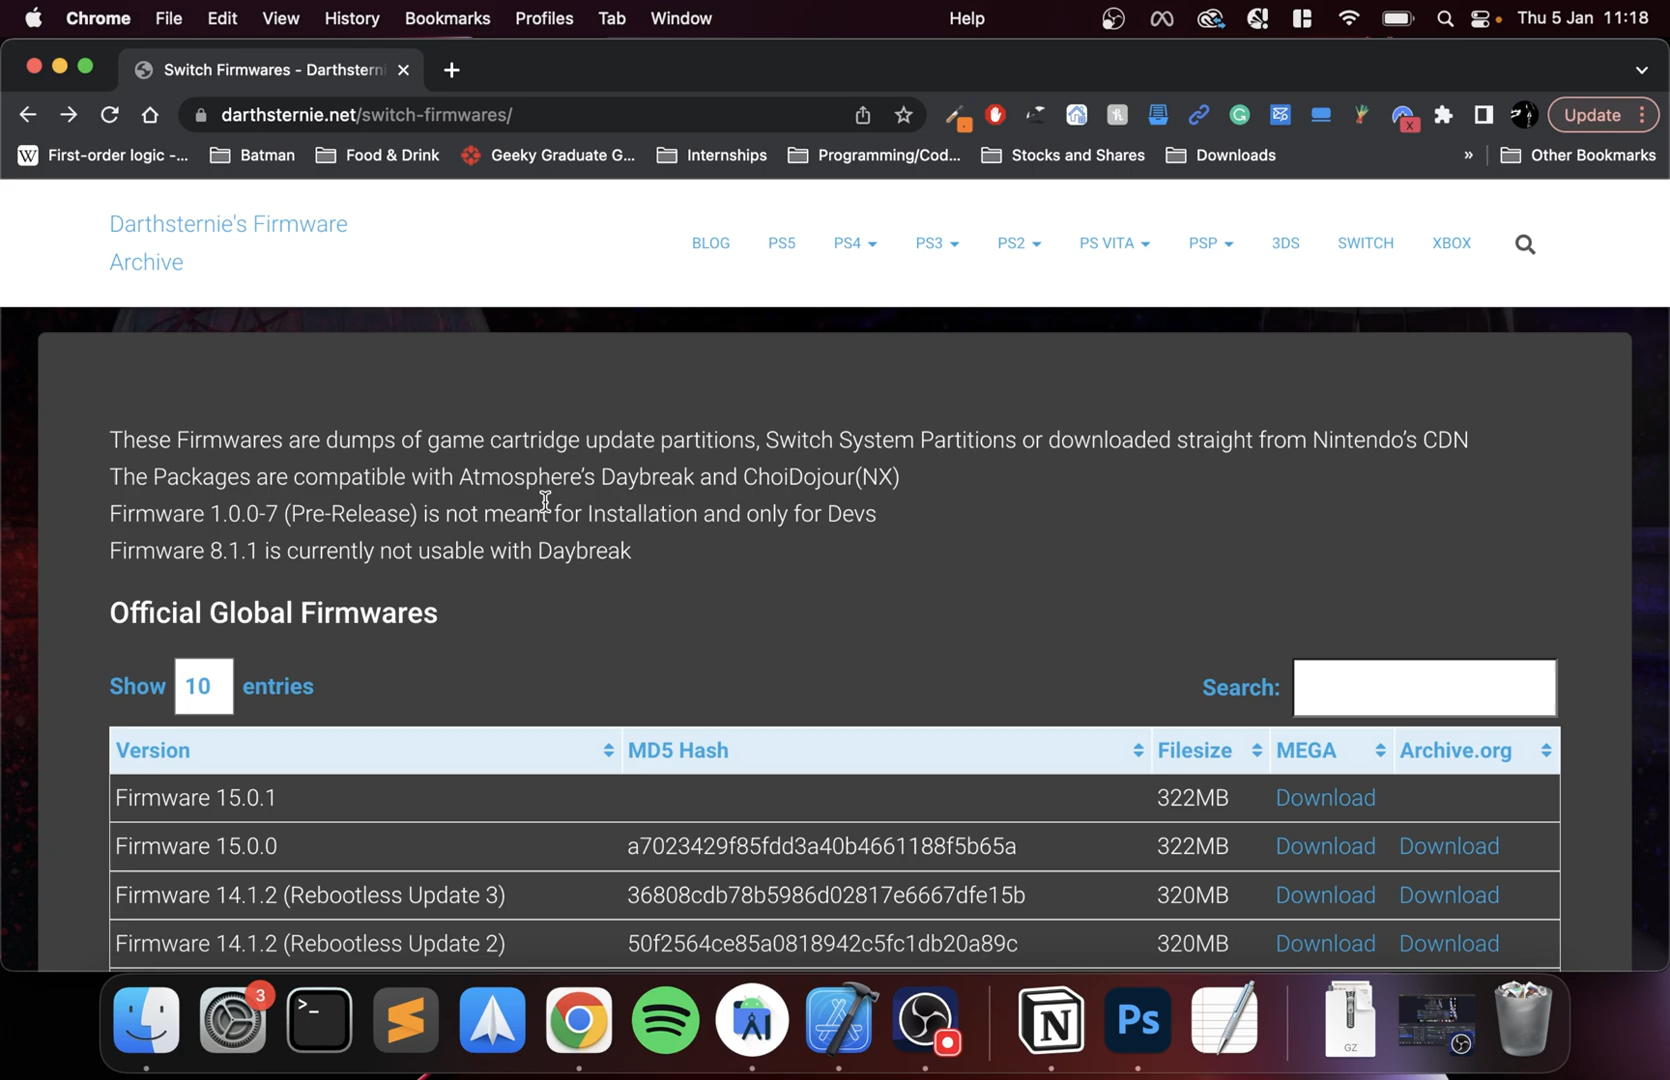 Chrome File Edit View History Bookmarks Profiles Tab Window Help Thu 5 Jan 11:18
Switch Firmwares - Darthsterni
darthsternie.net/switch-firmwares/ Update
W First-order logic -... Batman Food & Drink Geeky Graduate G... Internships Programming/Cod... Stocks and Shares Downloads » Other Bookmarks
Darthsternie's Firmware
Archive
BLOG PS5 PS4 PS3 PS2 PS VITA PSP 3DS SWITCH XBOX
These Firmwares are dumps of game cartridge update partitions, Switch System Partitions or downloaded straight from Nintendo's CDN
The Packages are compatible with Atmosphere's Daybreak and ChoiDojour(NX)
Firmware 1.0.0-7 (Pre-Release) is not meant for Installation and only for Devs
Firmware 8.1.1 is currently not usable with Daybreak
Official Global Firmwares
Show 10 entries Search:
Version MD5 Hash Filesize MEGA Archive.org
Firmware 15.0.1 322MB Download
Firmware 15.0.0 a7023429f85fdd3a40b4661188f5b65a 322MB Download Download
Firmware 14.1.2 (Rebootless Update 3) 36808cdb78b5986d02817e6667dfe15b 320MB Download Download
Firmware 14.1.2 (Rebootless Update 2) 50f2564ce85a0818942c5fc1db20a89c 320MB Download Download
3
>_
N
Ps
GZ